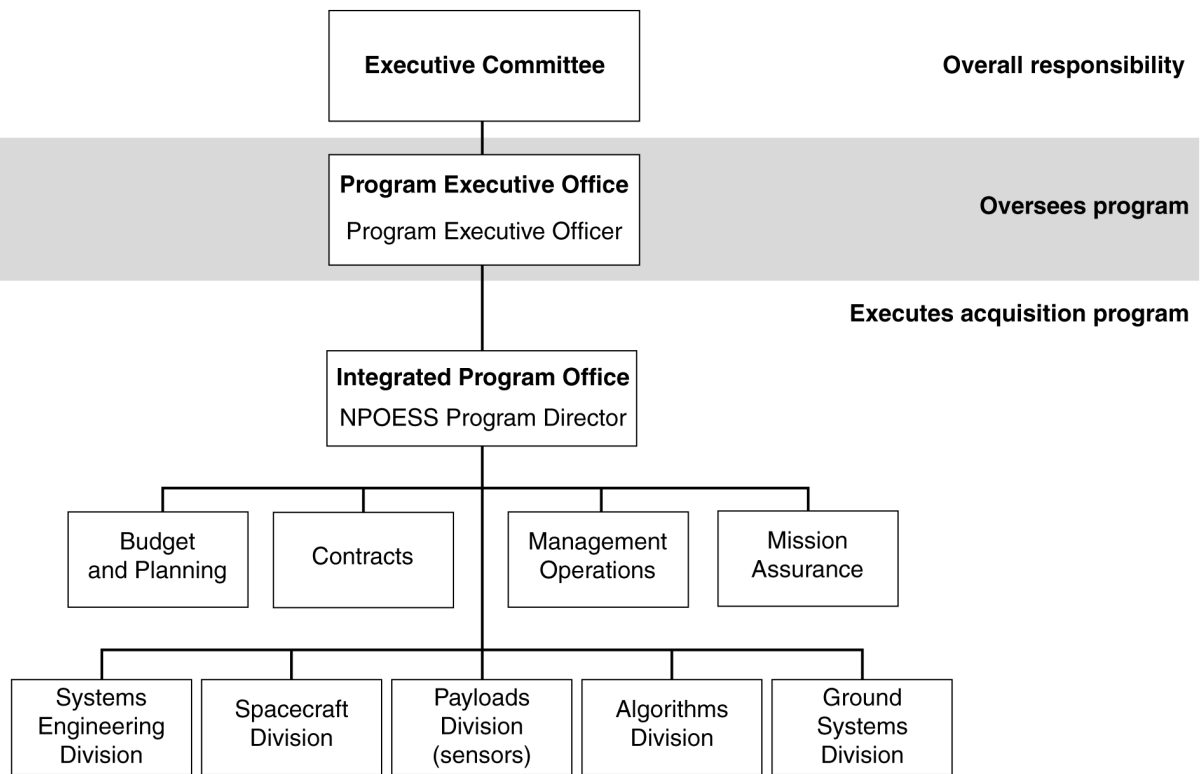 Executive Committee
Overall responsibility
Program Executive Office
Program Executive Officer
Oversees program
Executes acquisition program
Integrated Program Office
NPOESS Program Director
Budget
and Planning
Contracts
Management
Operations
Mission
Assurance
Systems
Engineering
Division
Spacecraft
Division
Payloads
Division
(sensors)
Algorithms
Division
Ground
Systems
Division